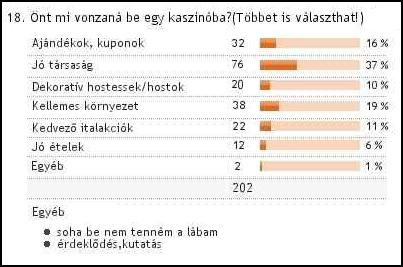 18. Önt mi vonzaná be egy kaszinóba?(Többet is választhat!)
Ajándékok, kuponok 32 16 %
Jó társaság 76 37 %
Dekoratív hostessek/hostok 20 10 %
Kellemes környezet 38 19 %
Kedvező italakciók 22 11 %
Jó ételek 12 6 %
Egyéb 2 1 %
202
Egyéb
• soha be nem tenném a lábam
• érdeklődés,kutatás